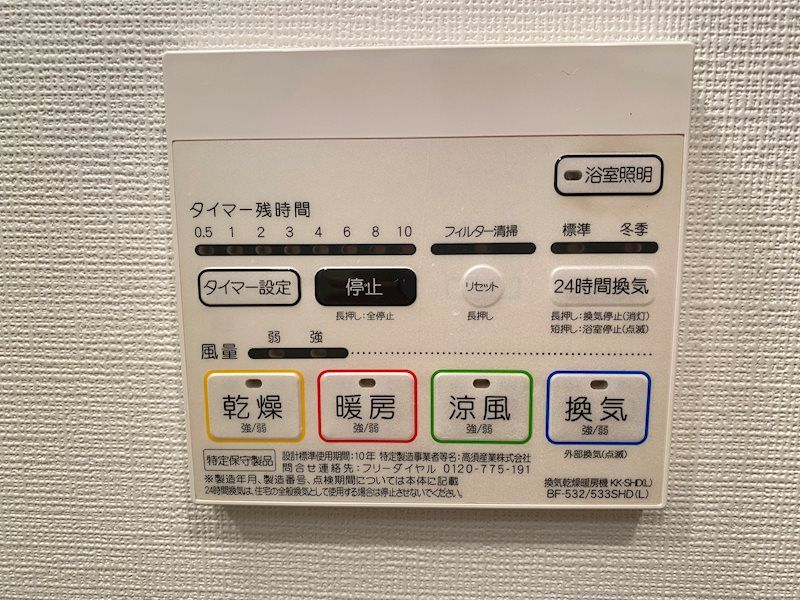 浴室照明
タイマー残時間
0.5 1 2 3 4 6 8 10
フィルター清掃
標準 冬季
タイマー設定
停止
長押し:全停止
リセット
長押し
24時間換気
長押し:換気停止(消灯)
短押し:浴室停止(点滅)
風量 弱 強
乾燥
強/弱
暖房
強/弱
涼風
強/弱
換気
強/弱
外部換気(点滅)
特定保守製品
設計標準使用期間:10年 特定製造事業者等名:高須産業株式会社
問合せ連絡先:フリーダイヤル 0120-775-191
※製造年月、製造番号、点検期間については本体に記載
24時間換気は、住宅の全般換気として使用する場合は停止させないでください。
換気乾燥暖房機 KK-SHD(L)
BF-532/533SHD(L)